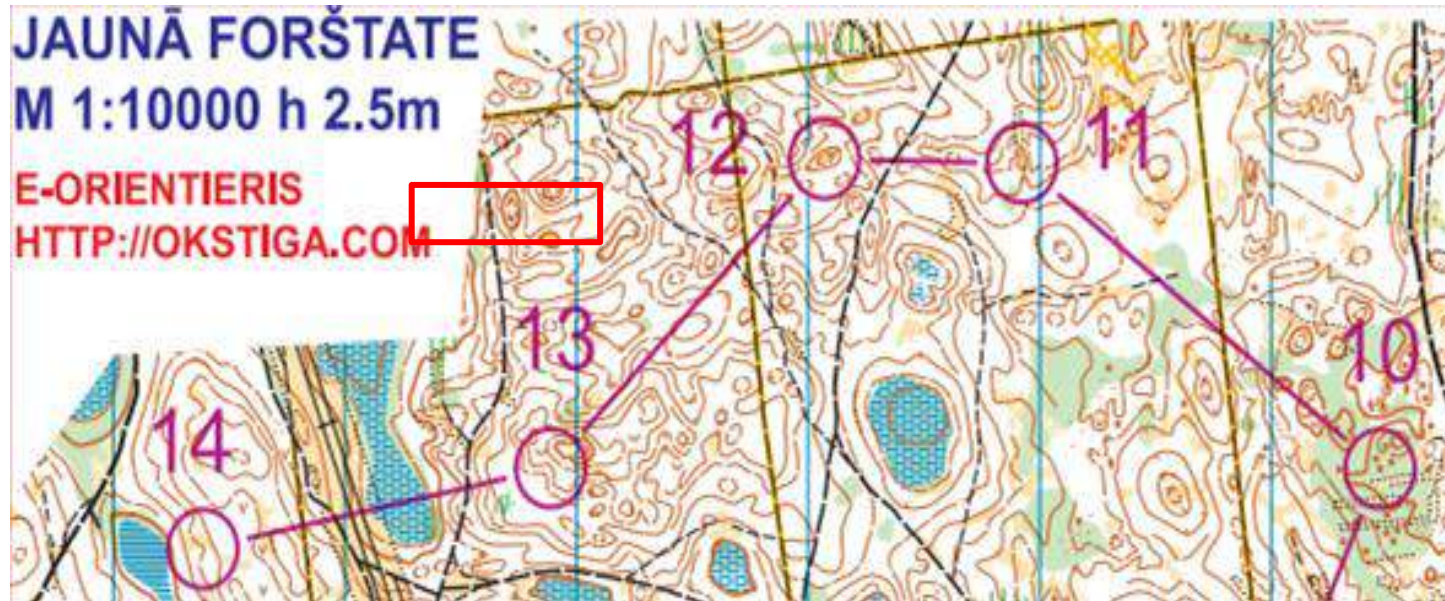 JAUNĀ FORŠTATE
M 1:10000 h 2.5m
E-ORIENTIERIS
HTTP://OKSTIGA.COM
12
11
13
10
14